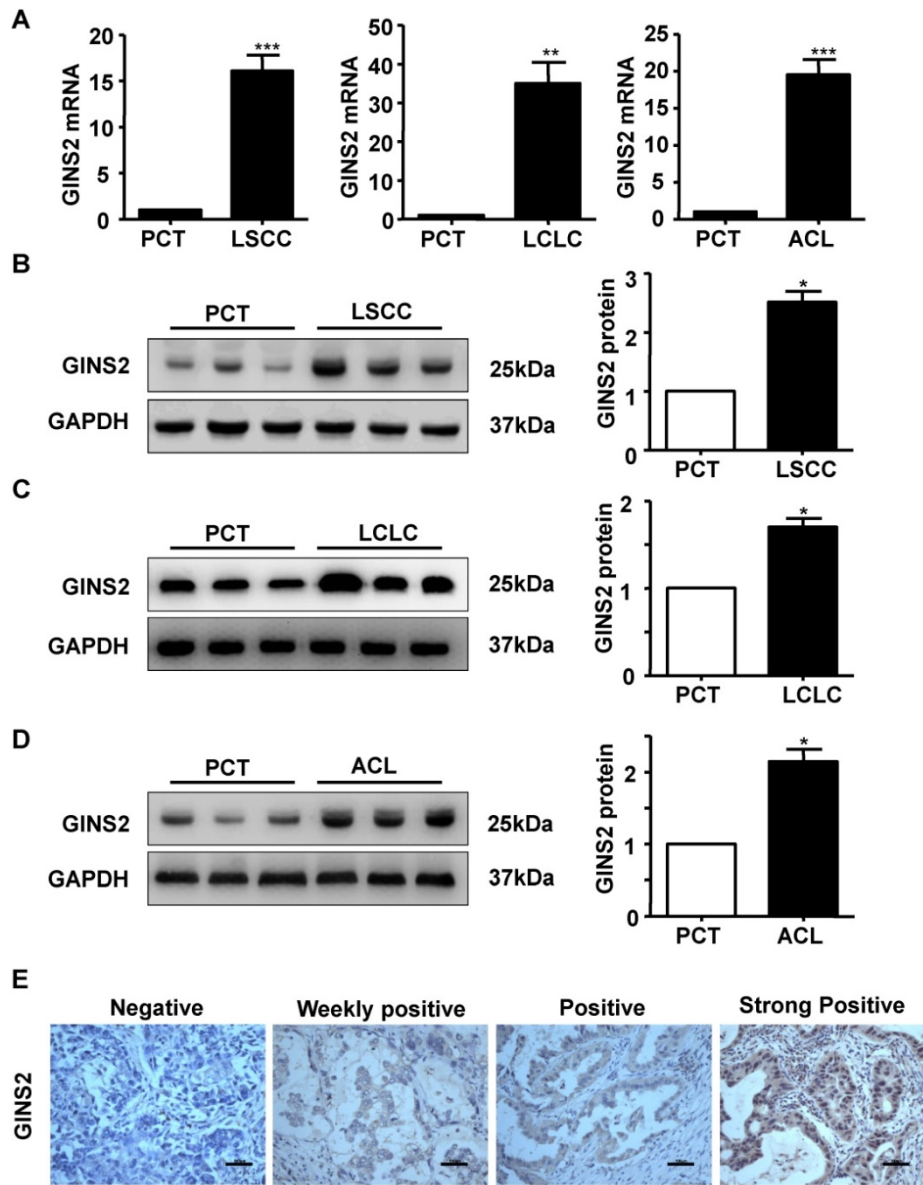 A
GINS2 mRNA
20
15
10
5
0
PCT LSCC
***
GINS2 mRNA
50
40
30
20
10
0
PCT LCLC
**
GINS2 mRNA
25
20
15
10
5
0
PCT ACL
***
B
PCT LSCC
GINS2 25kDa
GAPDH 37kDa
GINS2 protein
3
2
1
0
PCT LSCC
*
C
PCT LCLC
GINS2 25kDa
GAPDH 37kDa
GINS2 protein
2
1
0
PCT LCLC
*
D
PCT ACL
GINS2 25kDa
GAPDH 37kDa
GINS2 protein
2
1
0
PCT ACL
*
E
Negative Weekly positive Positive Strong Positive
GINS2